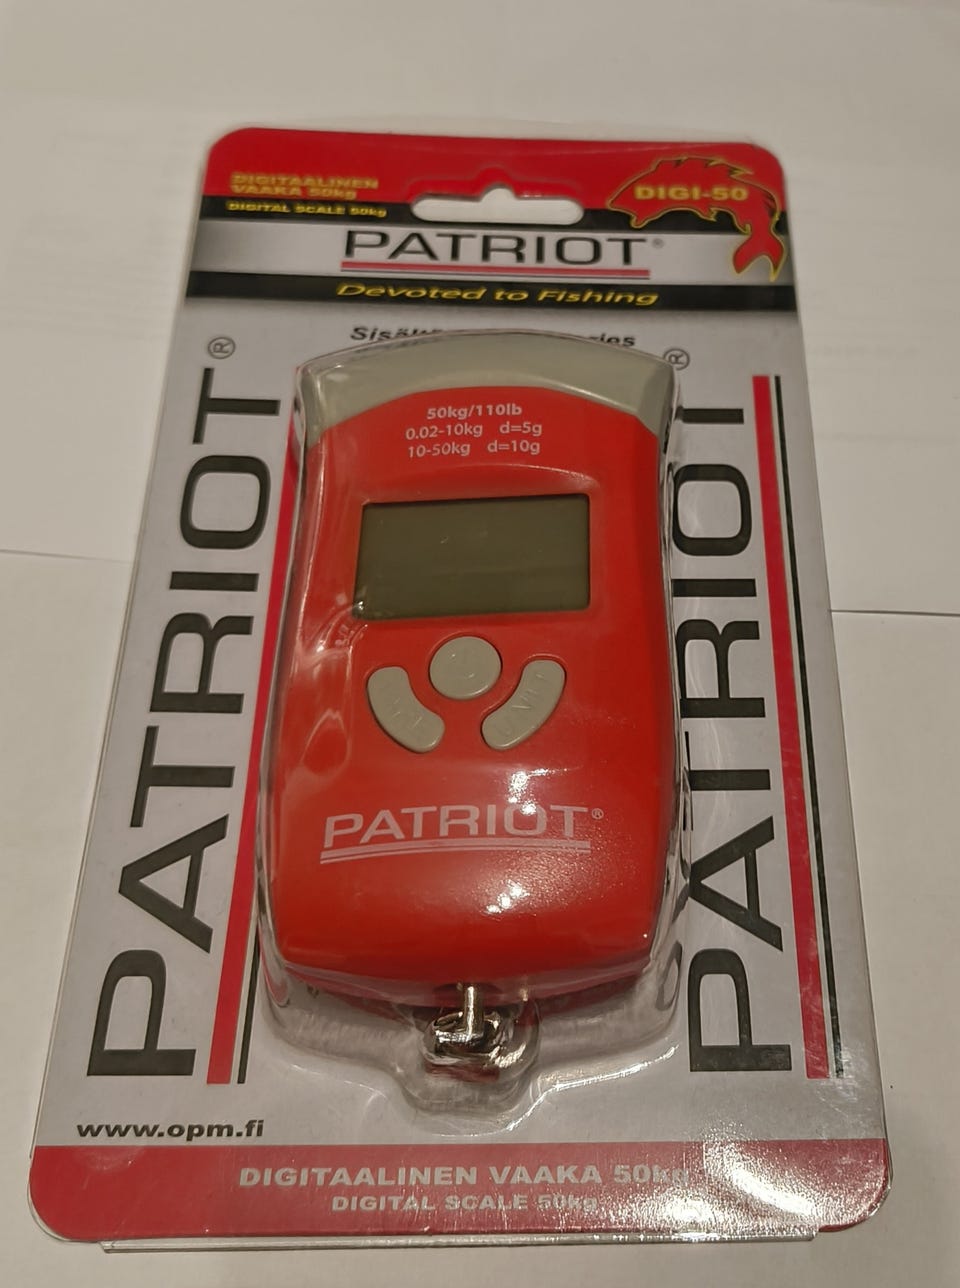 DIGITAALINEN
VAAKA 50kg
DIGITAL SCALE 50kg
DIGI-50
PATRIOT®
Devoted to Fishing
PATRIOT®
PATRIOT®
50kg/110lb
0.02-10kg d=5g
10-50kg d=10g
UNIT
PATRIOT®
www.opm.fi
DIGITAALINEN VAAKA 50kg
DIGITAL SCALE 50kg